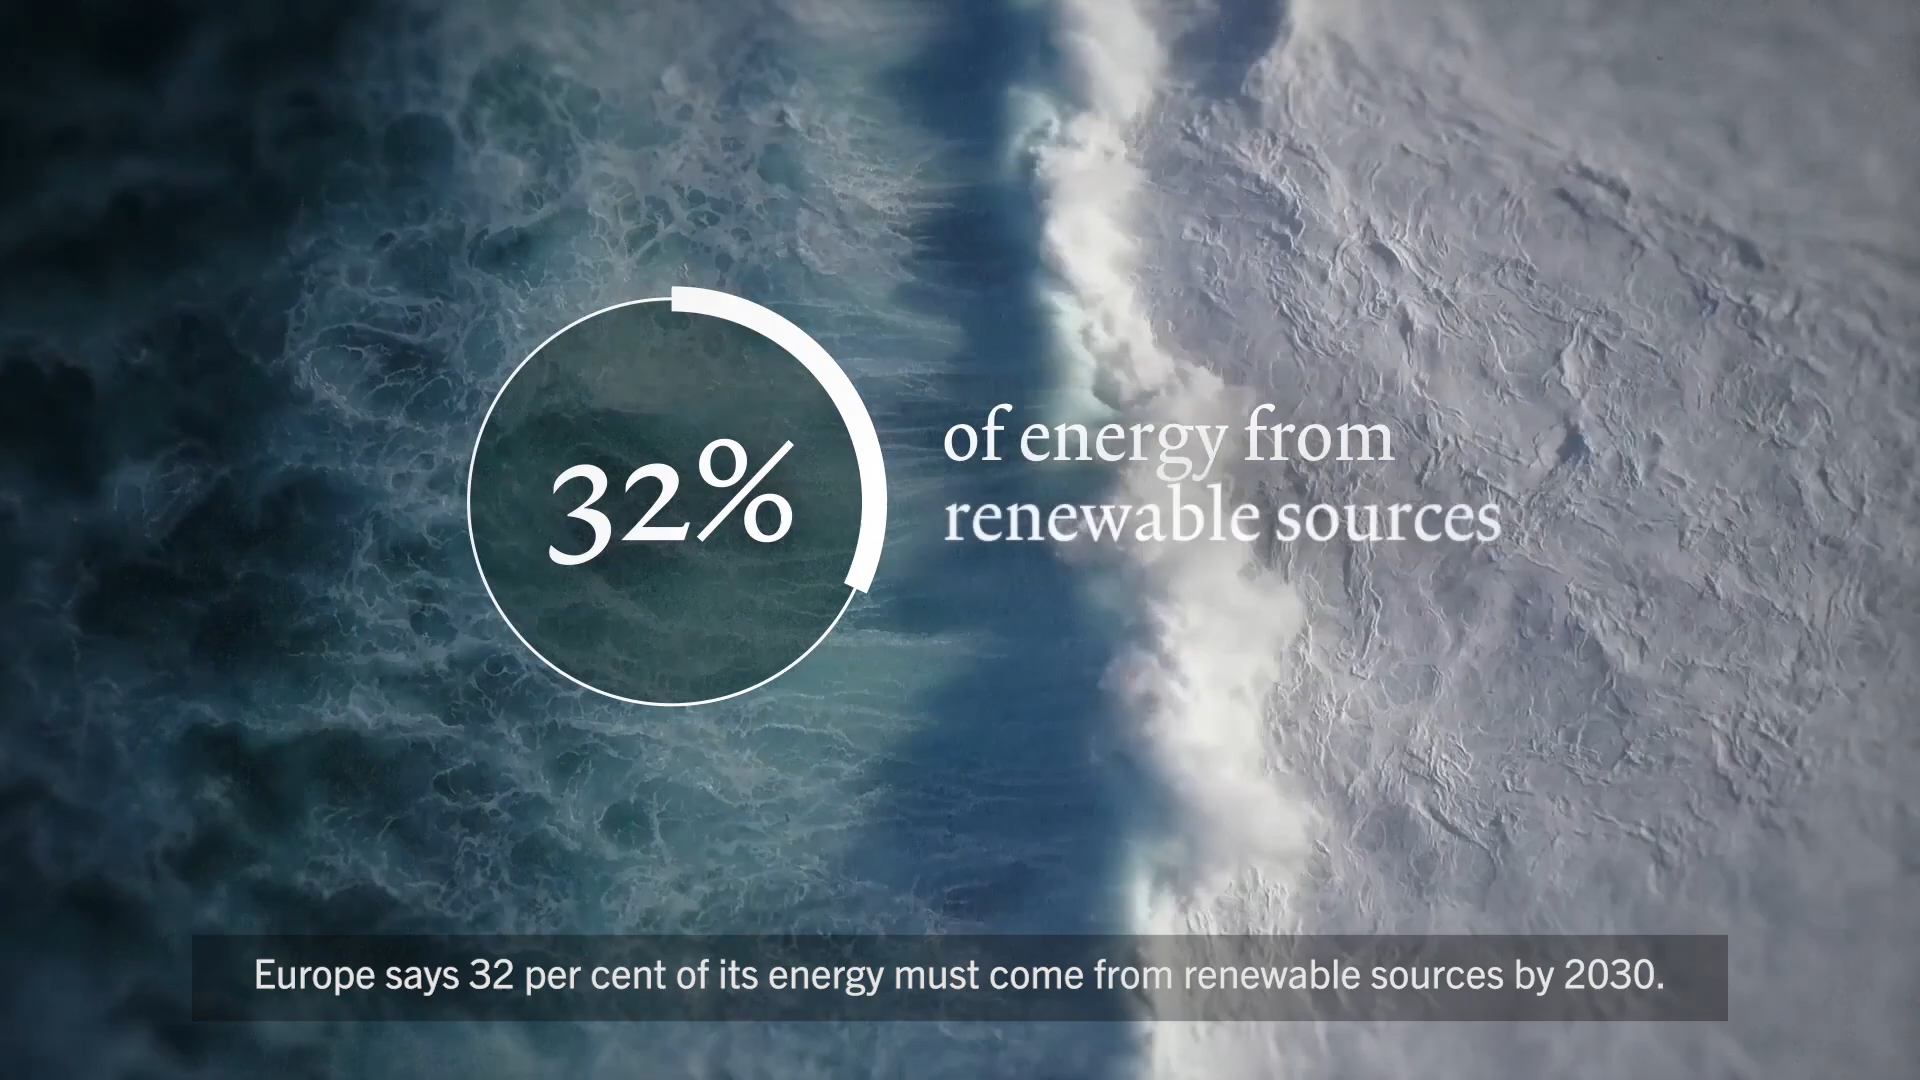 32%
of energy from
renewable sources
Europe says 32 per cent of its energy must come from renewable sources by 2030.